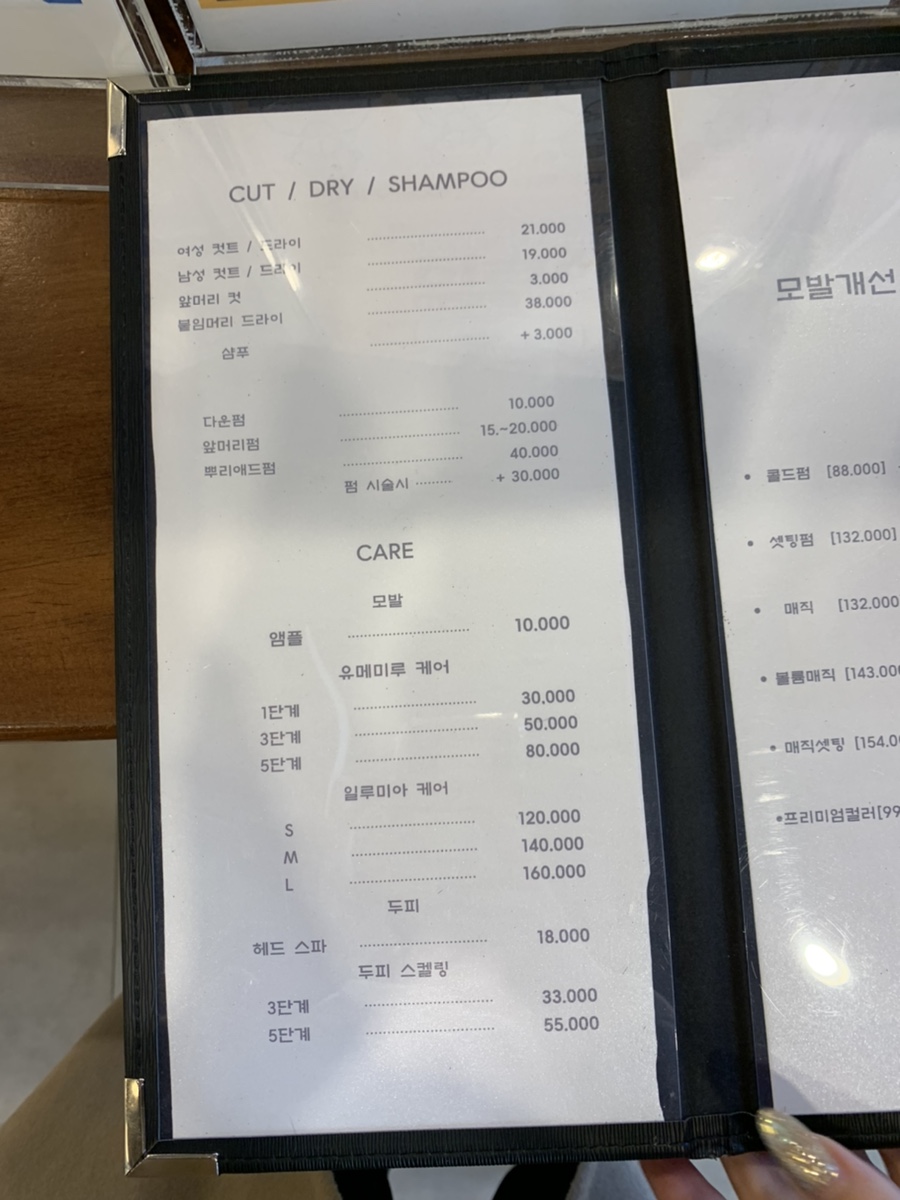 CUT / DRY / SHAMPOO
여성 컷트 / 드라이 ........................ 21.000
남성 컷트 / 드라이 ........................ 19.000
앞머리 컷 ........................ 3.000
붙임머리 드라이 ........................ 38.000
샴푸 ........................ + 3.000
다운펌 ........................ 10.000
앞머리펌 ........................ 15.~20.000
뿌리애드펌 ........................ 40.000
펌 시술시 ........ + 30.000
CARE
모발
앰플 ........................ 10.000
유메미루 케어
1단계 ........................ 30,000
3단계 ........................ 50.000
5단계 ........................ 80.000
일루미아 케어
S ........................ 120.000
M ........................ 140.000
L ........................ 160.000
두피
헤드 스파 ........................ 18.000
두피 스켈링
3단계 ........................ 33.000
5단계 ........................ 55.000
모발개선
• 콜드펌 [88.000]
• 셋팅펌 [132.000]
• 매직 [132.000
• 볼륨매직 [143.00
• 매직셋팅 [154.0
•프리미엄컬러[99